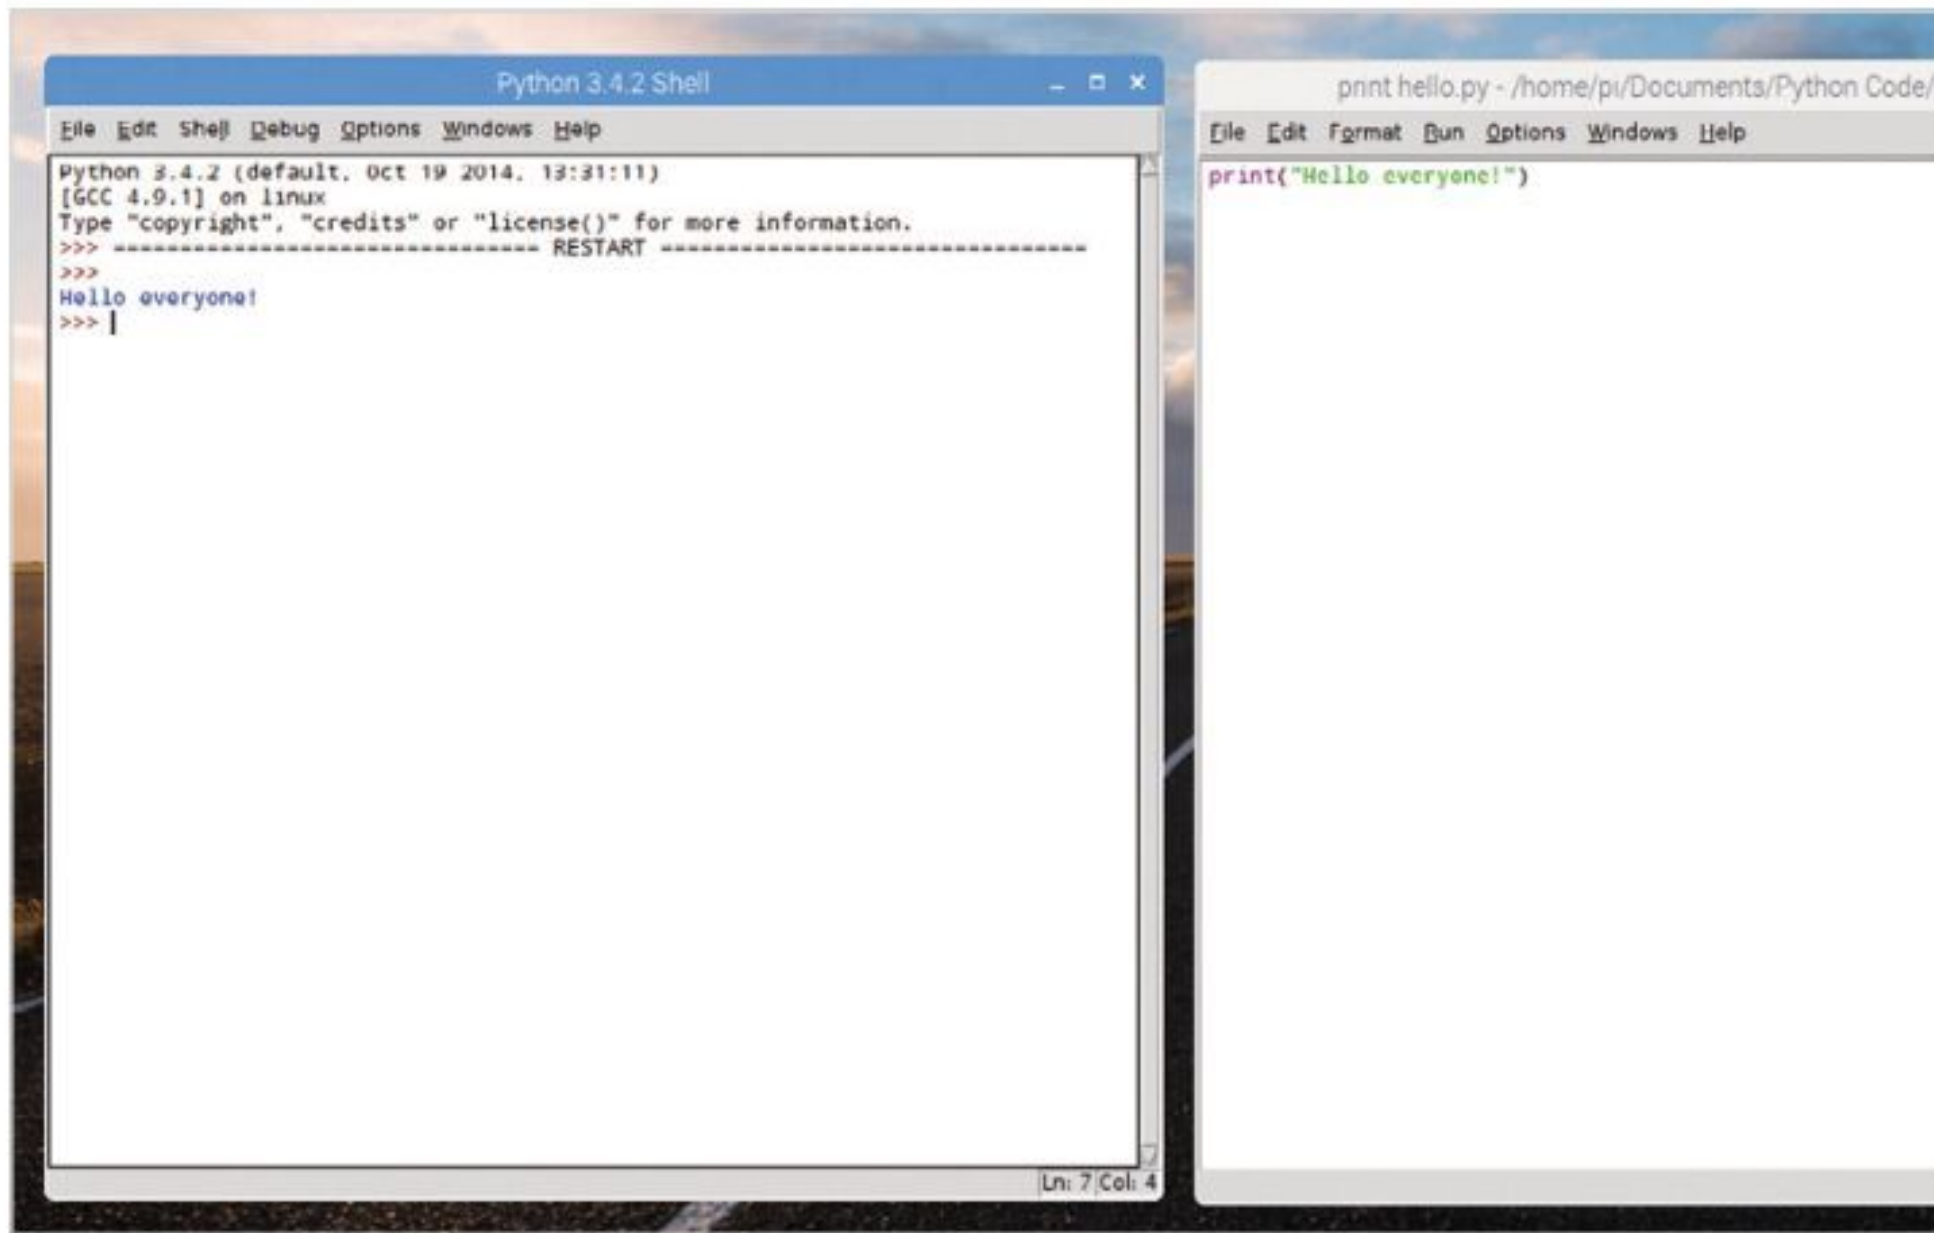 Python 3.4.2 Shell
File Edit Shell Debug Options Windows Help
Python 3.4.2 (default, Oct 19 2014, 13:31:11)
[GCC 4.9.1] on linux
Type "copyright", "credits" or "license()" for more information.
>>> ================================ RESTART ================================
>>>
Hello everyone!
>>>
Ln: 7 Col: 4
print hello.py - /home/pi/Documents/Python Code/
File Edit Format Run Options Windows Help
print("Hello everyone!")